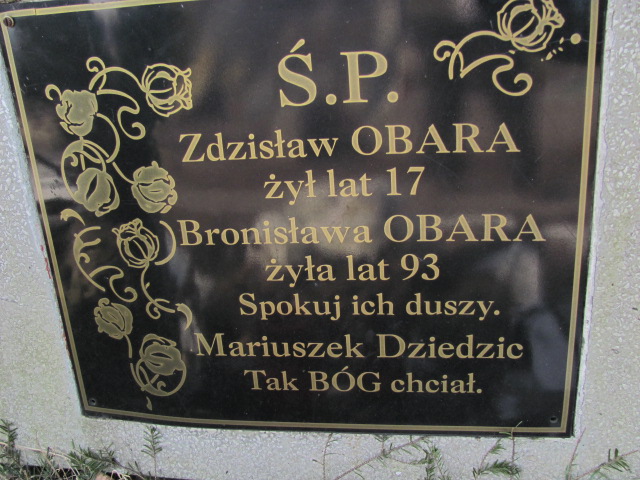 Ś.P.
Zdzisław OBARA
żył lat 17
Bronisława OBARA
żyła lat 93
Spokuj ich duszy.
Mariuszek Dziedzic
Tak BÓG chciał.